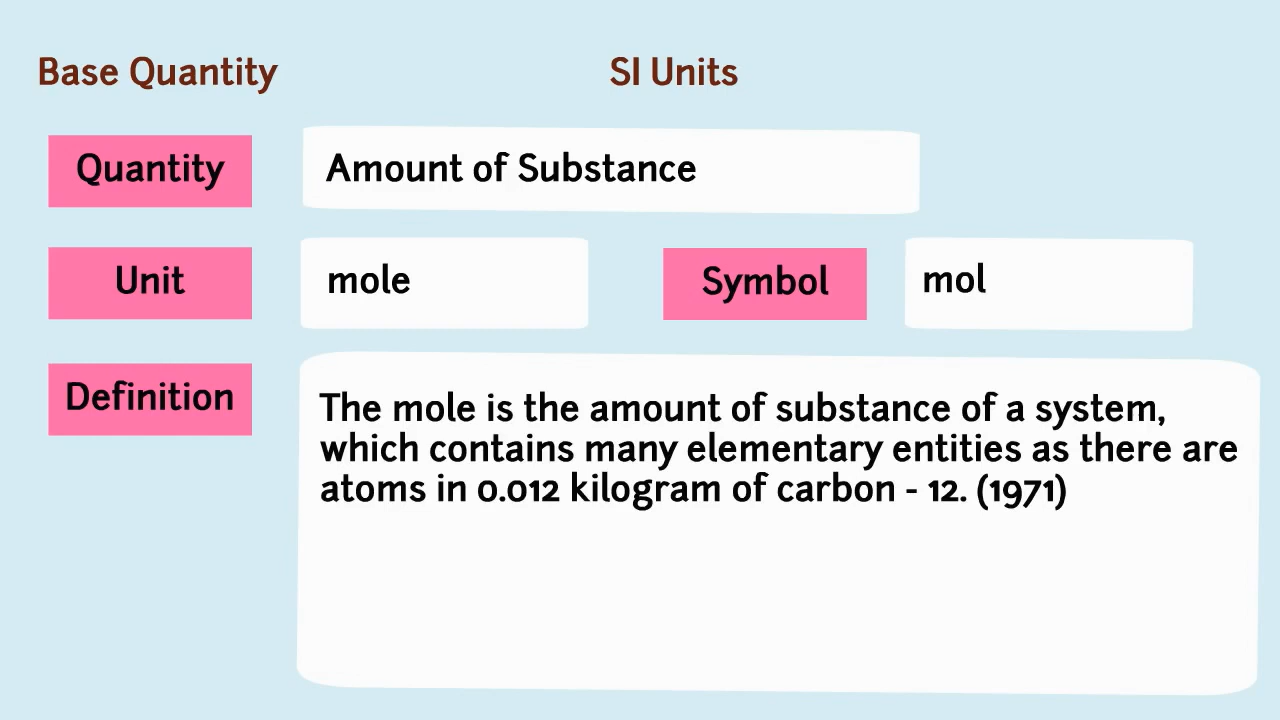 Base Quantity
SI Units
Quantity
Amount of Substance
Unit
mole
Symbol
mol
Definition
The mole is the amount of substance of a system,
which contains many elementary entities as there are
atoms in 0.012 kilogram of carbon - 12. (1971)